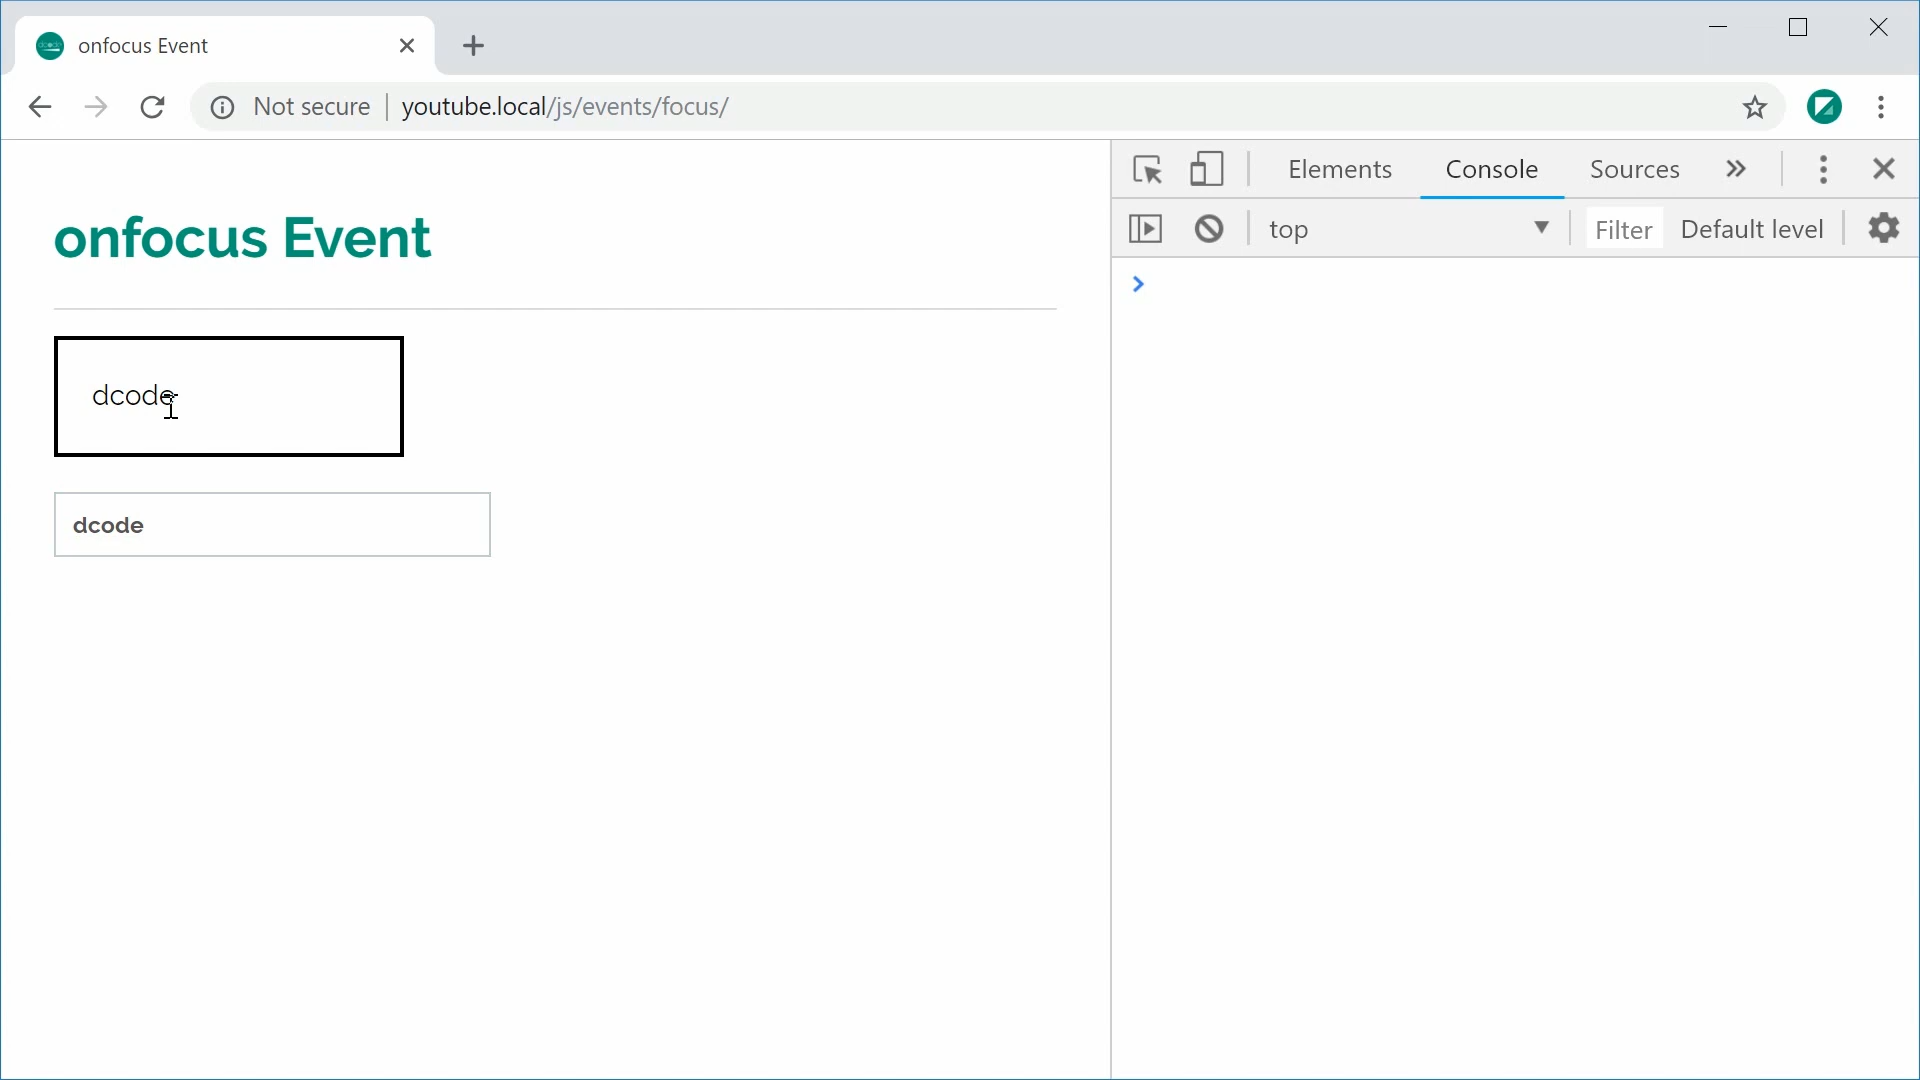 onfocus Event
Not secure | youtube.local/js/events/focus/
Elements Console Sources
top Filter Default level
onfocus Event
dcode
dcode